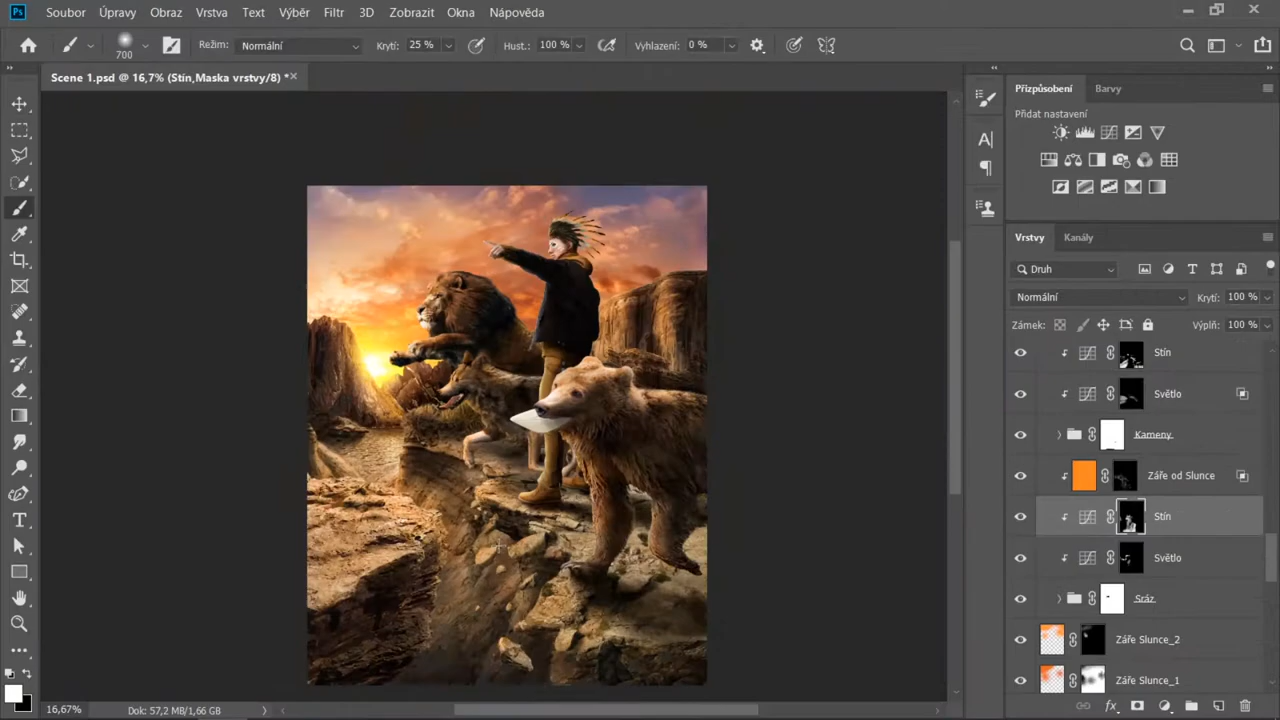 Ps Soubor Úpravy Obraz Vrstva Text Výběr Filtr 3D Zobrazit Okna Nápověda
700 Režim: Normální Krytí: 25 % Hust.: 100 % Vyhlazení: 0 %
Scene 1.psd @ 16,7% (Stín,Maska vrstvy/8) *
Přizpůsobení Barvy
Přidat nastavení
Vrstvy Kanály
Druh
Normální Krytí: 100 %
Zámek: Výplň: 100 %
Stín
Světlo
Kameny
Záře od Slunce
Stín
Světlo
Sráz
Záře Slunce_2
Záře Slunce_1
16,67% Dok: 57,2 MB/1,66 GB